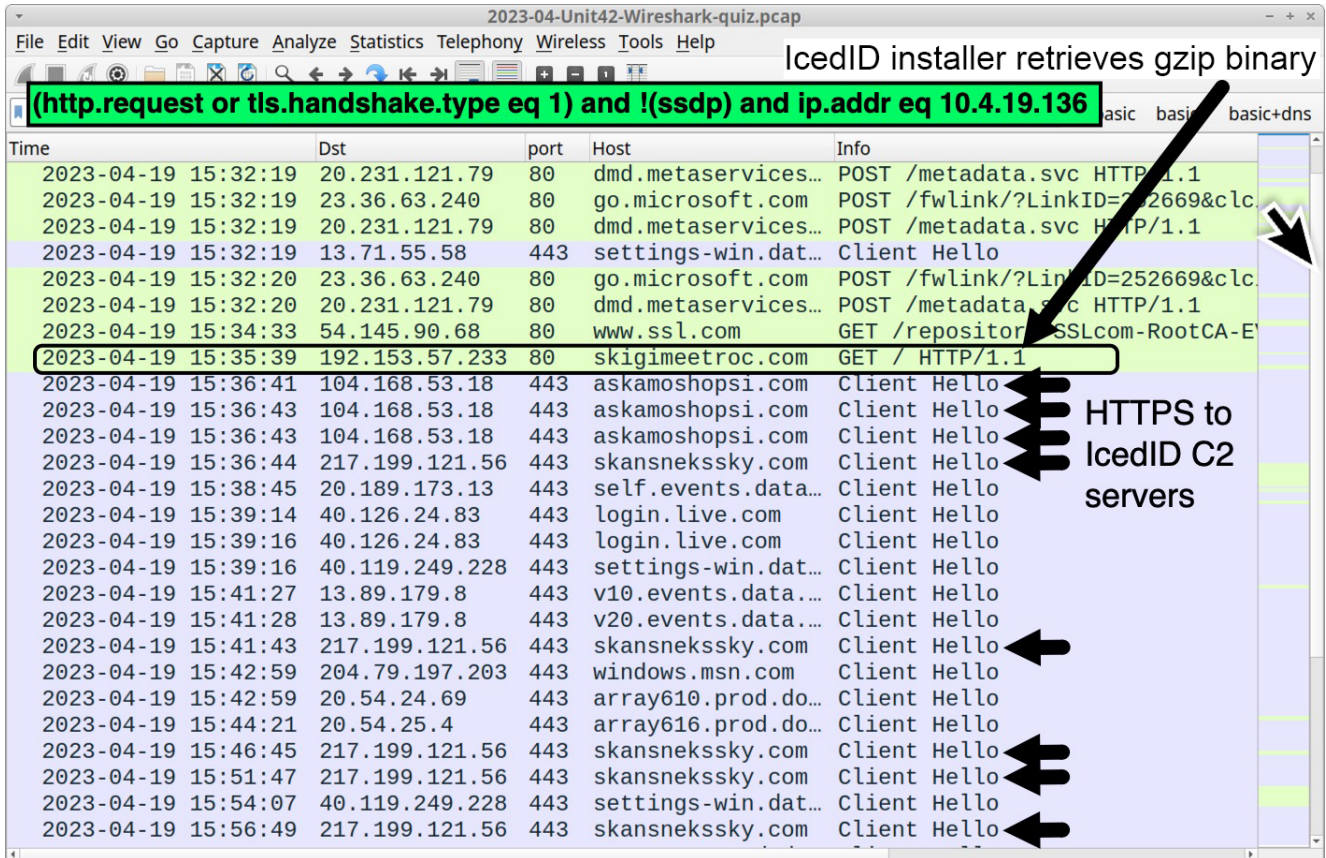 2023-04-Unit42-Wireshark-quiz.pcap
File Edit View Go Capture Analyze Statistics Telephony Wireless Tools Help
IcedID installer retrieves gzip binary
(http.request or tls.handshake.type eq 1) and !(ssdp) and ip.addr eq 10.4.19.136
basic basic+dns
Time Dst port Host Info
2023-04-19 15:32:19 20.231.121.79 80 dmd.metaservices… POST /metadata.svc HTTP/1.1
2023-04-19 15:32:19 23.36.63.240 80 go.microsoft.com POST /fwlink/?LinkID=252669&clc
2023-04-19 15:32:19 20.231.121.79 80 dmd.metaservices… POST /metadata.svc HTTP/1.1
2023-04-19 15:32:19 13.71.55.58 443 settings-win.dat… Client Hello
2023-04-19 15:32:20 23.36.63.240 80 go.microsoft.com POST /fwlink/?LinkID=252669&clc
2023-04-19 15:32:20 20.231.121.79 80 dmd.metaservices… POST /metadata.svc HTTP/1.1
2023-04-19 15:34:33 54.145.90.68 80 www.ssl.com GET /repository/SSLcom-RootCA-EV
2023-04-19 15:35:39 192.153.57.233 80 skigimeetroc.com GET / HTTP/1.1
2023-04-19 15:36:41 104.168.53.18 443 askamoshopsi.com Client Hello
2023-04-19 15:36:43 104.168.53.18 443 askamoshopsi.com Client Hello
2023-04-19 15:36:43 104.168.53.18 443 askamoshopsi.com Client Hello
2023-04-19 15:36:44 217.199.121.56 443 skansnekssky.com Client Hello
HTTPS to
IcedID C2
servers
2023-04-19 15:38:45 20.189.173.13 443 self.events.data… Client Hello
2023-04-19 15:39:14 40.126.24.83 443 login.live.com Client Hello
2023-04-19 15:39:16 40.126.24.83 443 login.live.com Client Hello
2023-04-19 15:39:16 40.119.249.228 443 settings-win.dat… Client Hello
2023-04-19 15:41:27 13.89.179.8 443 v10.events.data.… Client Hello
2023-04-19 15:41:28 13.89.179.8 443 v20.events.data.… Client Hello
2023-04-19 15:41:43 217.199.121.56 443 skansnekssky.com Client Hello
2023-04-19 15:42:59 204.79.197.203 443 windows.msn.com Client Hello
2023-04-19 15:42:59 20.54.24.69 443 array610.prod.do… Client Hello
2023-04-19 15:44:21 20.54.25.4 443 array616.prod.do… Client Hello
2023-04-19 15:46:45 217.199.121.56 443 skansnekssky.com Client Hello
2023-04-19 15:51:47 217.199.121.56 443 skansnekssky.com Client Hello
2023-04-19 15:54:07 40.119.249.228 443 settings-win.dat… Client Hello
2023-04-19 15:56:49 217.199.121.56 443 skansnekssky.com Client Hello